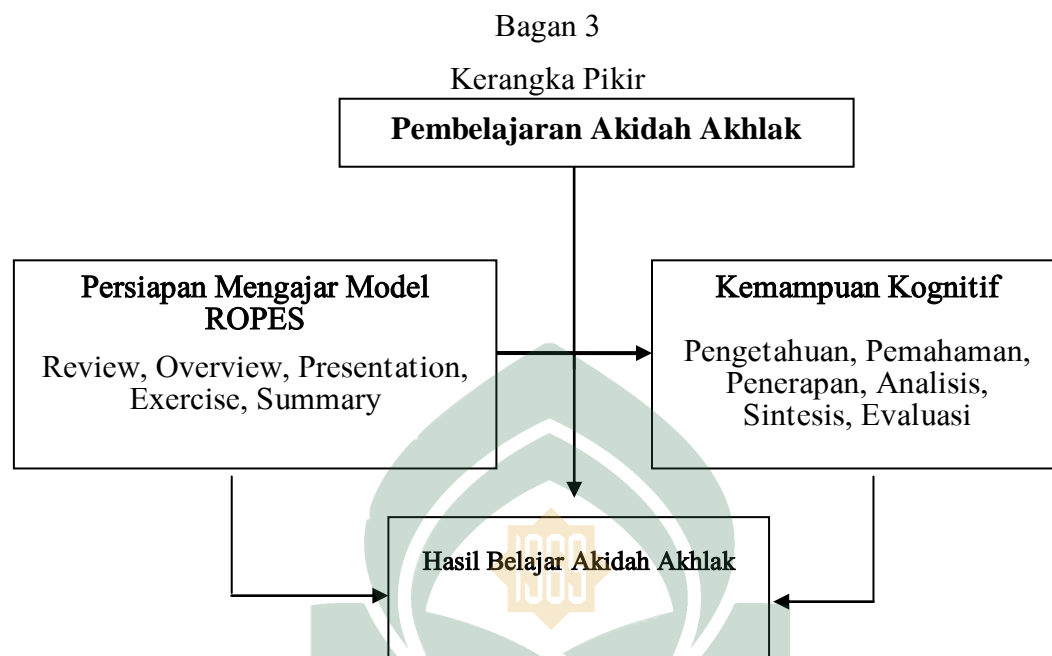 Bagan 3
Kerangka Pikir
Pembelajaran Akidah Akhlak
Persiapan Mengajar Model
ROPES
Review, Overview, Presentation,
Exercise, Summary
Kemampuan Kognitif
Pengetahuan, Pemahaman,
Penerapan, Analisis,
Sintesis, Evaluasi
Hasil Belajar Akidah Akhlak
1999